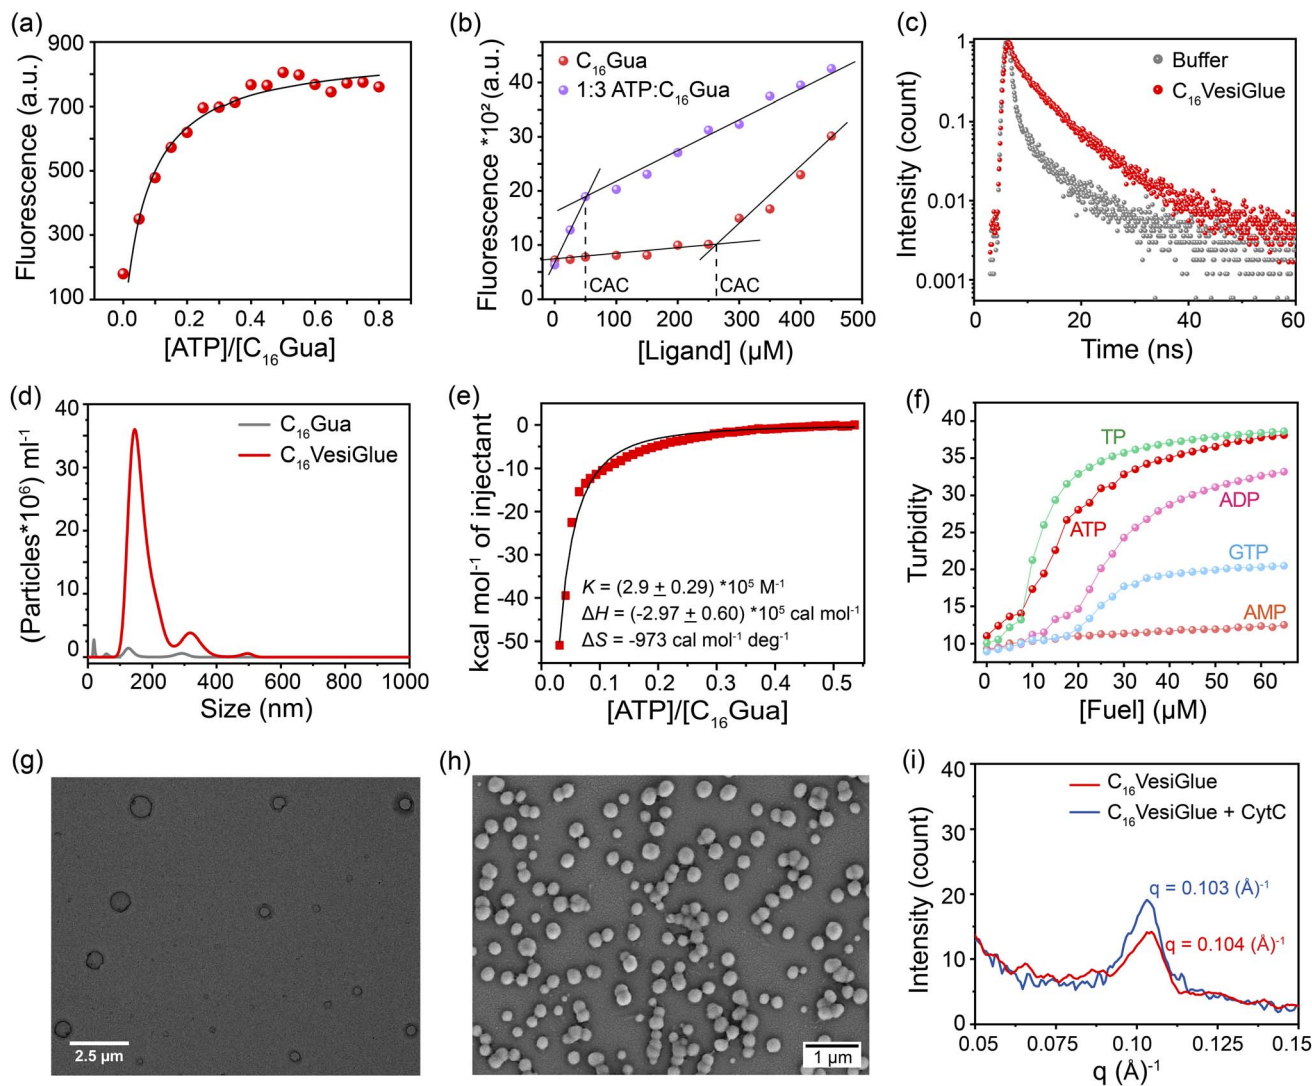 (a)
900
700
500
300
100
Fluorescence (a.u.)
0.0 0.2 0.4 0.6 0.8
[ATP]/[C₁₆Gua]
(b)
C₁₆Gua
1:3 ATP:C₁₆Gua
40
30
20
10
0
Fluorescence *10² (a.u.)
CAC CAC
0 100 200 300 400 500
[Ligand] (µM)
(c)
Buffer
C₁₆VesiGlue
1
0.1
0.01
0.001
Intensity (count)
0 20 40 60
Time (ns)
(d)
C₁₆Gua
C₁₆VesiGlue
40
35
20
10
0
(Particles*10⁶) ml⁻¹
0 200 400 600 800 1000
Size (nm)
(e)
0
-10
-20
-30
-40
-50
kcal mol⁻¹ of injectant
K = (2.9 ± 0.29) *10⁵ M⁻¹
ΔH = (-2.97 ± 0.60) *10⁵ cal mol⁻¹
ΔS = -973 cal mol⁻¹ deg⁻¹
0.0 0.1 0.2 0.3 0.4 0.5
[ATP]/[C₁₆Gua]
(f)
40
35
30
25
20
15
10
Turbidity
TP
ATP
ADP
GTP
AMP
0 10 20 30 40 50 60
[Fuel] (µM)
(g)
2.5 µm
(h)
1 µm
(i)
C₁₆VesiGlue
C₁₆VesiGlue + CytC
40
30
20
10
0
Intensity (count)
q = 0.103 (Å)⁻¹
q = 0.104 (Å)⁻¹
0.05 0.075 0.10 0.125 0.15
q (Å)⁻¹